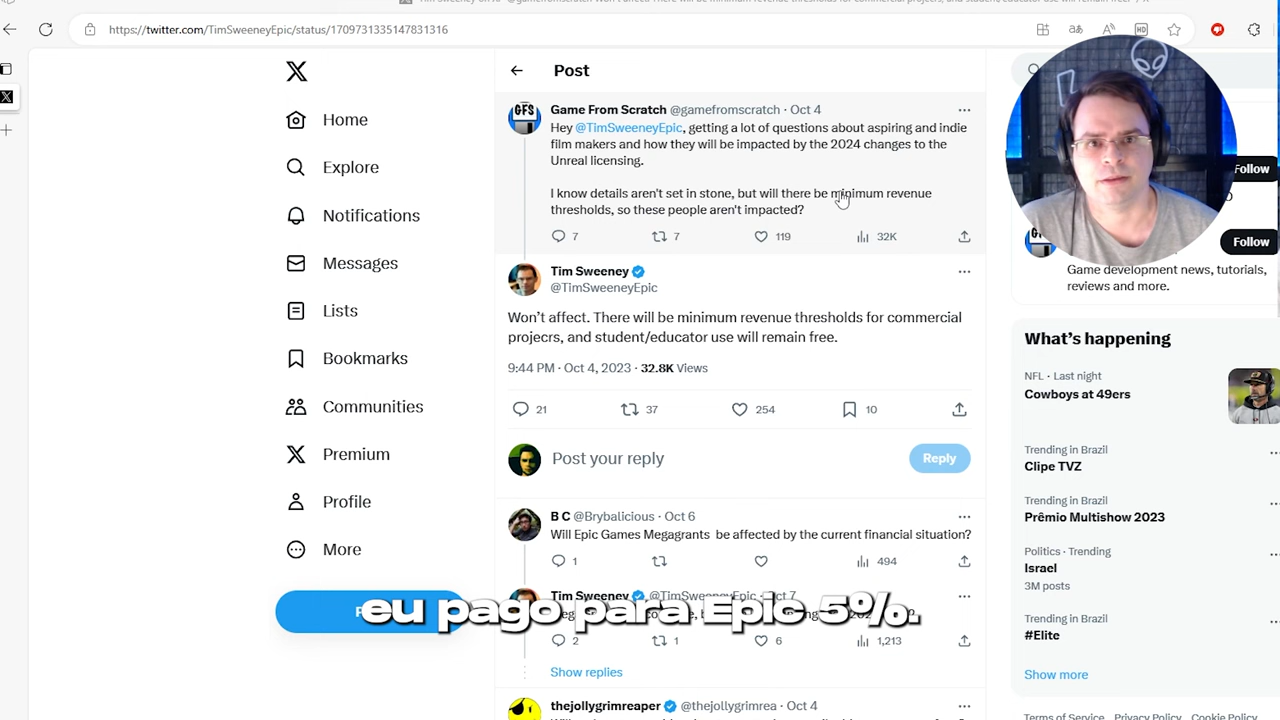 https://twitter.com/TimSweeneyEpic/status/1709731335147831316
Post
Game From Scratch @gamefromscratch · Oct 4
Hey @TimSweeneyEpic, getting a lot of questions about aspiring and indie
film makers and how they will be impacted by the 2024 changes to the
Unreal licensing.
I know details aren't set in stone, but will there be minimum revenue
thresholds, so these people aren't impacted?
7 7 119 32K
Tim Sweeney
@TimSweeneyEpic
Won't affect. There will be minimum revenue thresholds for commercial
projecrs, and student/educator use will remain free.
9:44 PM · Oct 4, 2023 · 32.8K Views
21 37 254 10
Post your reply
Reply
B C @Brybalicious · Oct 6
Will Epic Games Megagrants be affected by the current financial situation?
1 494
Tim Sweeney @TimSweeneyEpic · Oct 7
2 1 6 1,213
Show replies
thejollygrimreaper @thejollygrimrea · Oct 4
Home
Explore
Notifications
Messages
Lists
Bookmarks
Communities
Premium
Profile
More
eu pago para Epic 5%.
Follow
Follow
Game development news, tutorials,
reviews and more.
What's happening
NFL · Last night
Cowboys at 49ers
Trending in Brazil
Clipe TVZ
Trending in Brazil
Prêmio Multishow 2023
Politics · Trending
Israel
3M posts
Trending in Brazil
#Elite
Show more
Terms of Service Privacy Policy Cookie Policy